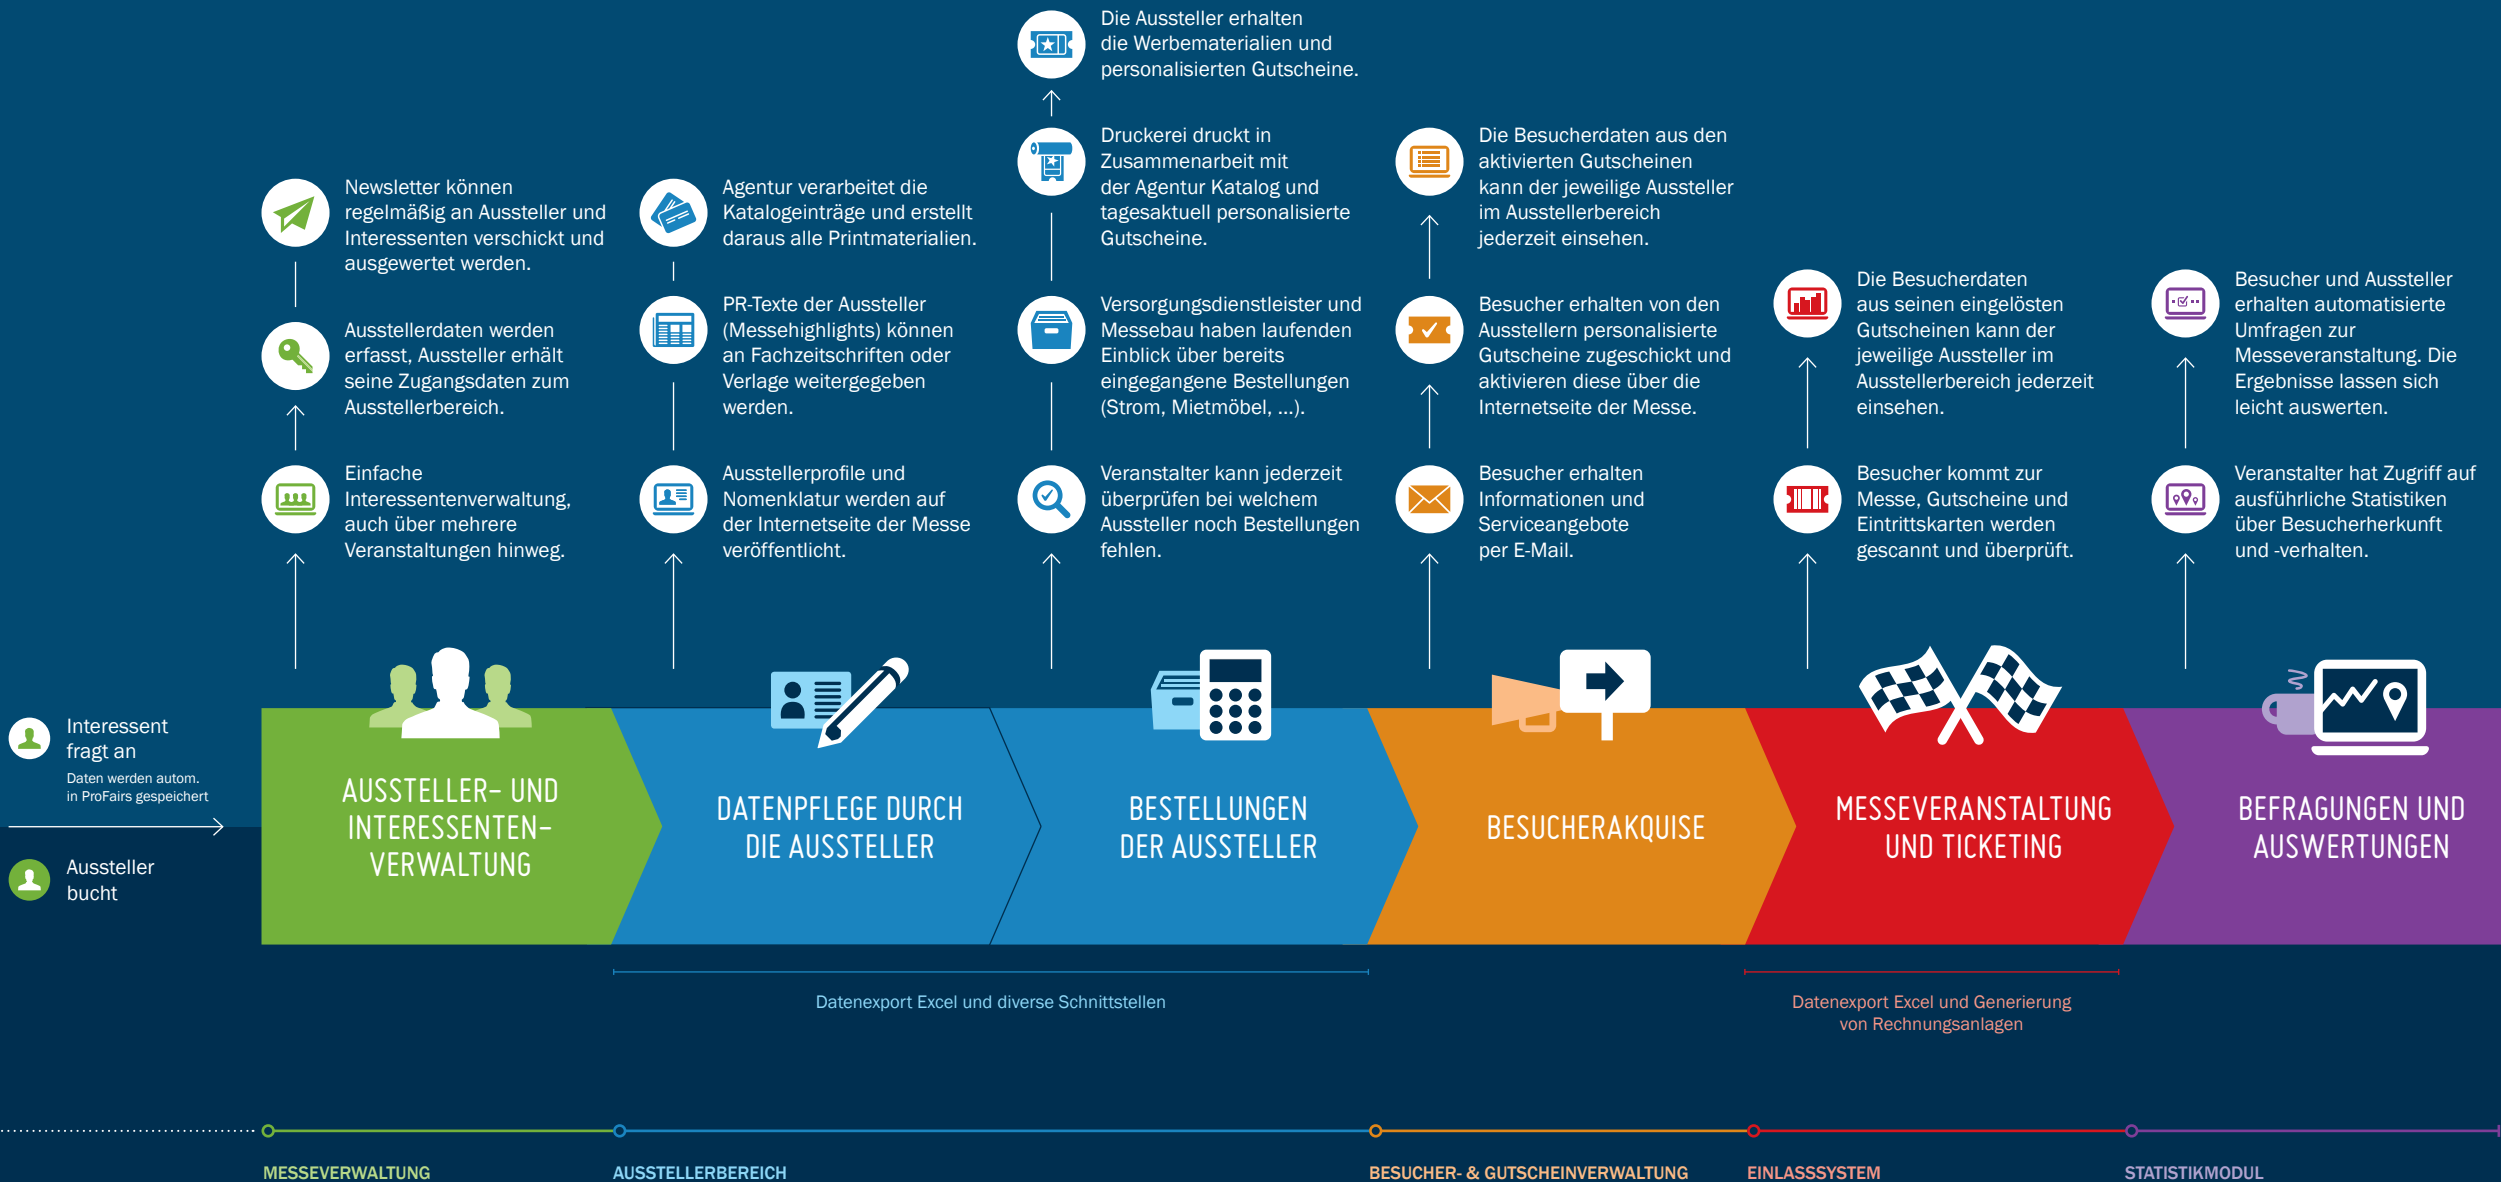 Interessent
fragt an
Daten werden autom.
in ProFairs gespeichert
Aussteller
bucht
Newsletter können
regelmäßig an Aussteller und
Interessenten verschickt und
ausgewertet werden.
Ausstellerdaten werden
erfasst, Aussteller erhält
seine Zugangsdaten zum
Ausstellerbereich.
Einfache
Interessentenverwaltung,
auch über mehrere
Veranstaltungen hinweg.
AUSSTELLER- UND
INTERESSENTEN-
VERWALTUNG
Agentur verarbeitet die
Katalogeinträge und erstellt
daraus alle Printmaterialien.
PR-Texte der Aussteller
(Messehighlights) können
an Fachzeitschriften oder
Verlage weitergegeben
werden.
Ausstellerprofile und
Nomenklatur werden auf
der Internetseite der Messe
veröffentlicht.
DATENPFLEGE DURCH
DIE AUSSTELLER
Die Aussteller erhalten
die Werbematerialien und
personalisierten Gutscheine.
Druckerei druckt in
Zusammenarbeit mit
der Agentur Katalog und
tagesaktuell personalisierte
Gutscheine.
Versorgungsdienstleister und
Messebau haben laufenden
Einblick über bereits
eingegangene Bestellungen
(Strom, Mietmöbel, ...).
Veranstalter kann jederzeit
überprüfen bei welchem
Aussteller noch Bestellungen
fehlen.
BESTELLUNGEN
DER AUSSTELLER
Die Besucherdaten aus den
aktivierten Gutscheinen
kann der jeweilige Aussteller
im Ausstellerbereich
jederzeit einsehen.
Besucher erhalten von den
Ausstellern personalisierte
Gutscheine zugeschickt und
aktivieren diese über die
Internetseite der Messe.
Besucher erhalten
Informationen und
Serviceangebote
per E-Mail.
BESUCHERAKQUISE
Die Besucherdaten
aus seinen eingelösten
Gutscheinen kann der
jeweilige Aussteller im
Ausstellerbereich jederzeit
einsehen.
Besucher kommt zur
Messe, Gutscheine und
Eintrittskarten werden
gescannt und überprüft.
MESSEVERANSTALTUNG
UND TICKETING
Besucher und Aussteller
erhalten automatisierte
Umfragen zur
Messeveranstaltung. Die
Ergebnisse lassen sich
leicht auswerten.
Veranstalter hat Zugriff auf
ausführliche Statistiken
über Besucherherkunft
und -verhalten.
BEFRAGUNGEN UND
AUSWERTUNGEN
Datenexport Excel und diverse Schnittstellen
Datenexport Excel und Generierung
von Rechnungsanlagen
MESSEVERWALTUNG
AUSSTELLERBEREICH
BESUCHER- & GUTSCHEINVERWALTUNG
EINLASSSYSTEM
STATISTIKMODUL